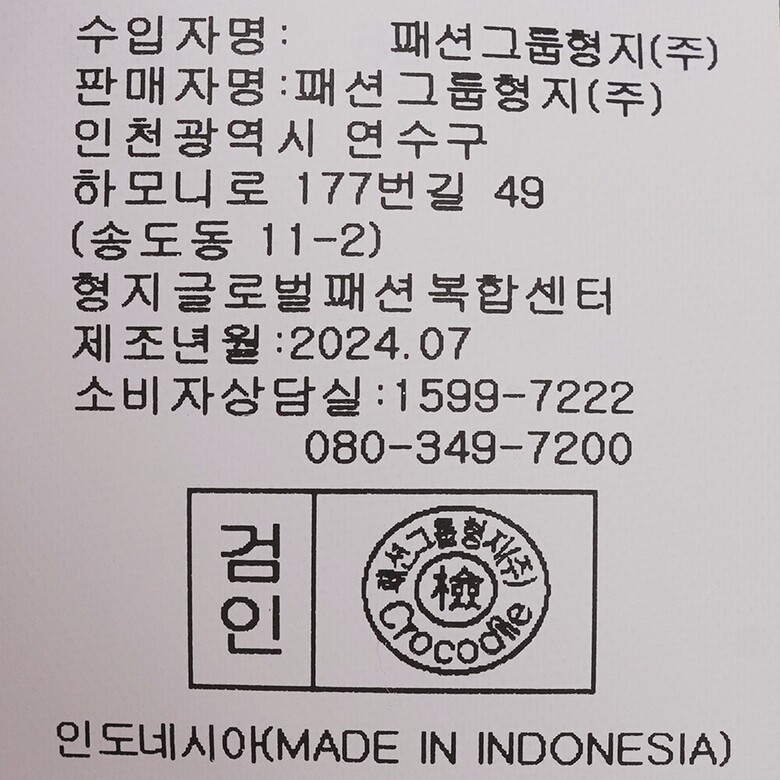 수입자명: 패션그룹형지(주)
판매자명:패션그룹형지(주)
인천광역시 연수구
하모니로 177번길 49
(송도동 11-2)
형지글로벌패션복합센터
제조년월:2024.07
소비자상담실:1599-7222
080-349-7200
검인
패션그룹형지(주)
檢
Crocodile
인도네시아(MADE IN INDONESIA)